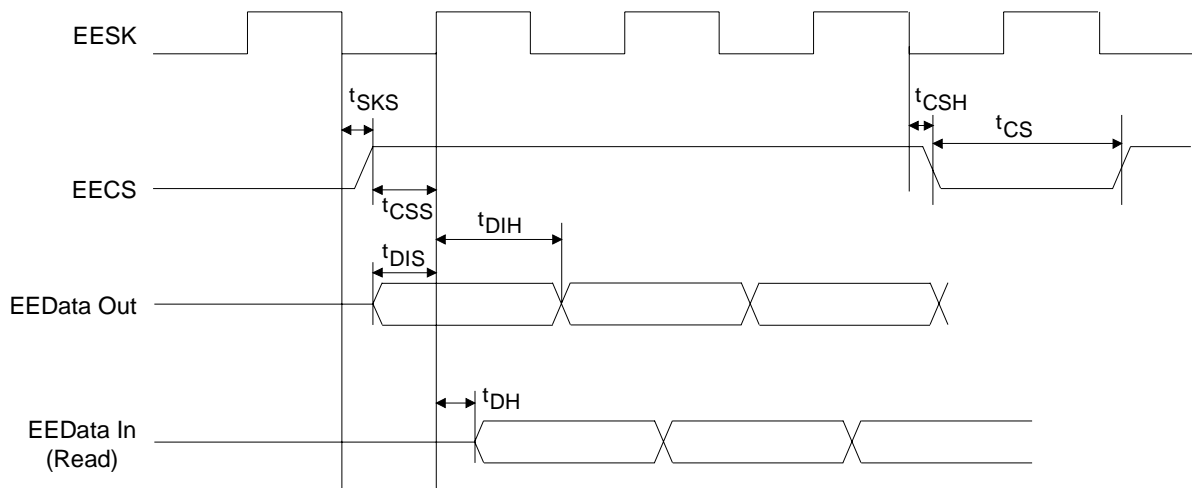 EESK
tSKS
tCSH
tCS
EECS
tCSS
tDIH
tDIS
EEData Out
tDH
EEData In
(Read)